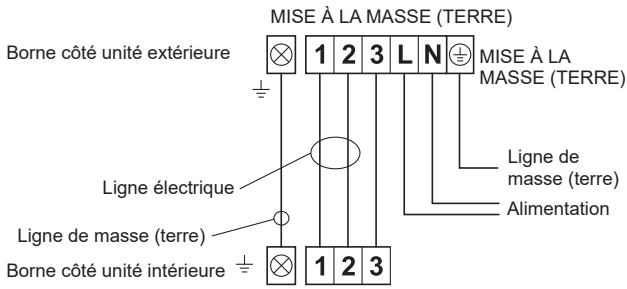 MISE À LA MASSE (TERRE)
Borne côté unité extérieure
1 2 3 L N
MISE À LA
MASSE (TERRE)
Ligne de
masse (terre)
Ligne électrique
Alimentation
Ligne de masse (terre)
Borne côté unité intérieure
1 2 3